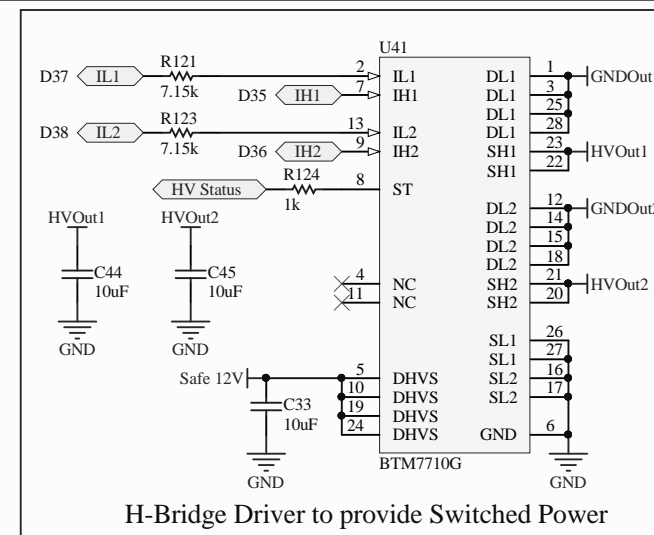 U41
D37 IL1 R121 7.15k 2 IL1 DL1 1 GNDOut
D35 IH1 7 IH1 DL1 3
DL1 25
D38 IL2 R123 7.15k 13 IL2 DL1 28
D36 IH2 9 IH2 SH1 23 HVOut1
SH1 22
HV Status R124 1k 8 ST
DL2 12 GNDOut2
DL2 14
DL2 15
DL2 18
HVOut1 HVOut2
C44 10uF C45 10uF
GND GND
4 NC SH2 21 HVOut2
11 NC SH2 20
SL1 26
SL1 27
Safe 12V 5 DHVS SL2 16
10 DHVS SL2 17
19 DHVS
24 DHVS GND 6
C33 10uF
BTM7710G
GND GND
H-Bridge Driver to provide Switched Power